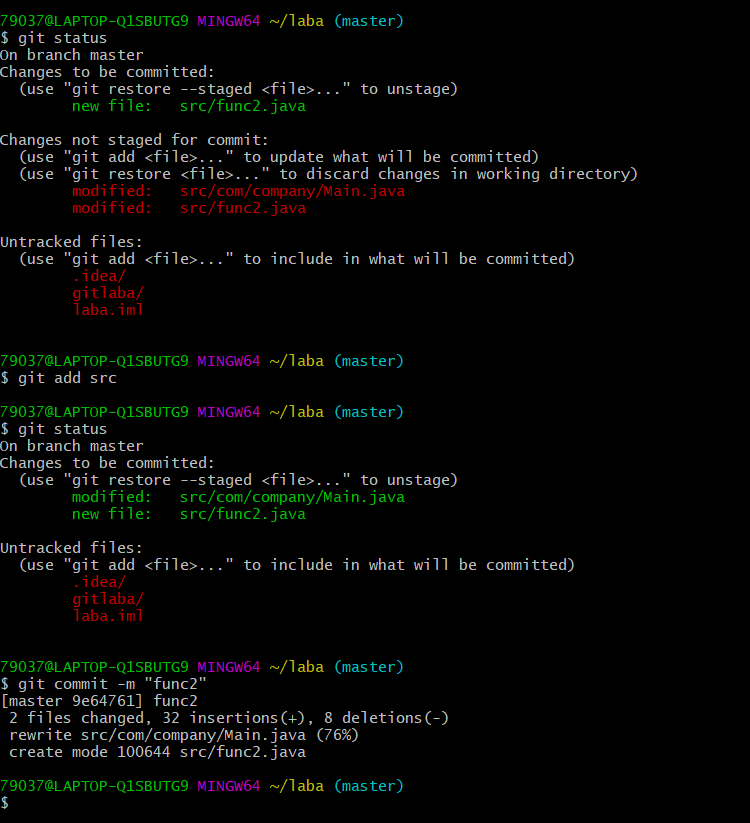 79037@LAPTOP-Q1SBUTG9 MINGW64 ~/laba (master)
$ git status
On branch master
Changes to be committed:
  (use "git restore --staged <file>..." to unstage)
        new file:   src/func2.java

Changes not staged for commit:
  (use "git add <file>..." to update what will be committed)
  (use "git restore <file>..." to discard changes in working directory)
        modified:   src/com/company/Main.java
        modified:   src/func2.java

Untracked files:
  (use "git add <file>..." to include in what will be committed)
        .idea/
        gitlaba/
        laba.iml


79037@LAPTOP-Q1SBUTG9 MINGW64 ~/laba (master)
$ git add src

79037@LAPTOP-Q1SBUTG9 MINGW64 ~/laba (master)
$ git status
On branch master
Changes to be committed:
  (use "git restore --staged <file>..." to unstage)
        modified:   src/com/company/Main.java
        new file:   src/func2.java

Untracked files:
  (use "git add <file>..." to include in what will be committed)
        .idea/
        gitlaba/
        laba.iml


79037@LAPTOP-Q1SBUTG9 MINGW64 ~/laba (master)
$ git commit -m "func2"
[master 9e64761] func2
 2 files changed, 32 insertions(+), 8 deletions(-)
 rewrite src/com/company/Main.java (76%)
 create mode 100644 src/func2.java

79037@LAPTOP-Q1SBUTG9 MINGW64 ~/laba (master)
$